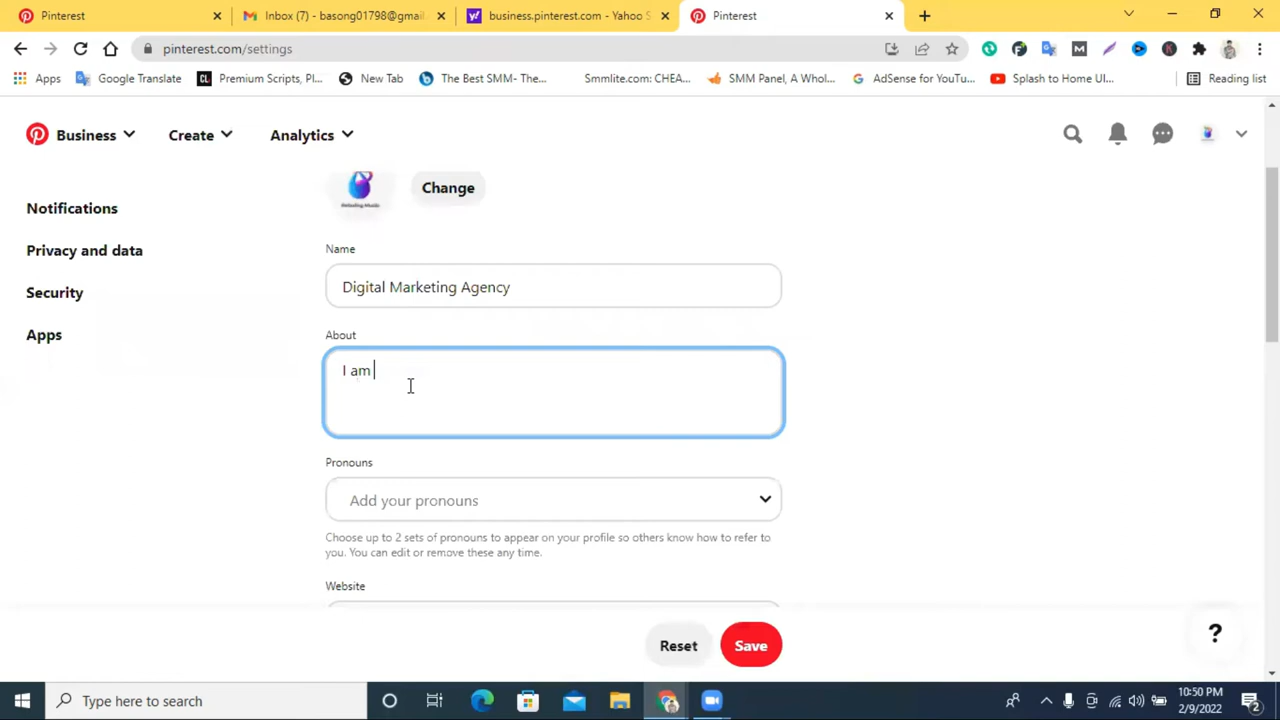 Pinterest
Inbox (7) - basong01798@gmail.
business.pinterest.com - Yahoo S
Pinterest
pinterest.com/settings
Apps
Google Translate
Premium Scripts, Pl...
New Tab
The Best SMM- The...
Smmlite.com: CHEA...
SMM Panel, A Whol...
AdSense for YouTu...
Splash to Home UI...
Reading list
Business
Create
Analytics
Change
Notifications
Privacy and data
Security
Apps
Name
Digital Marketing Agency
About
I am
Pronouns
Add your pronouns
Choose up to 2 sets of pronouns to appear on your profile so others know how to refer to
you. You can edit or remove these any time.
Website
Reset
Save
?
Type here to search
10:50 PM
2/9/2022
2